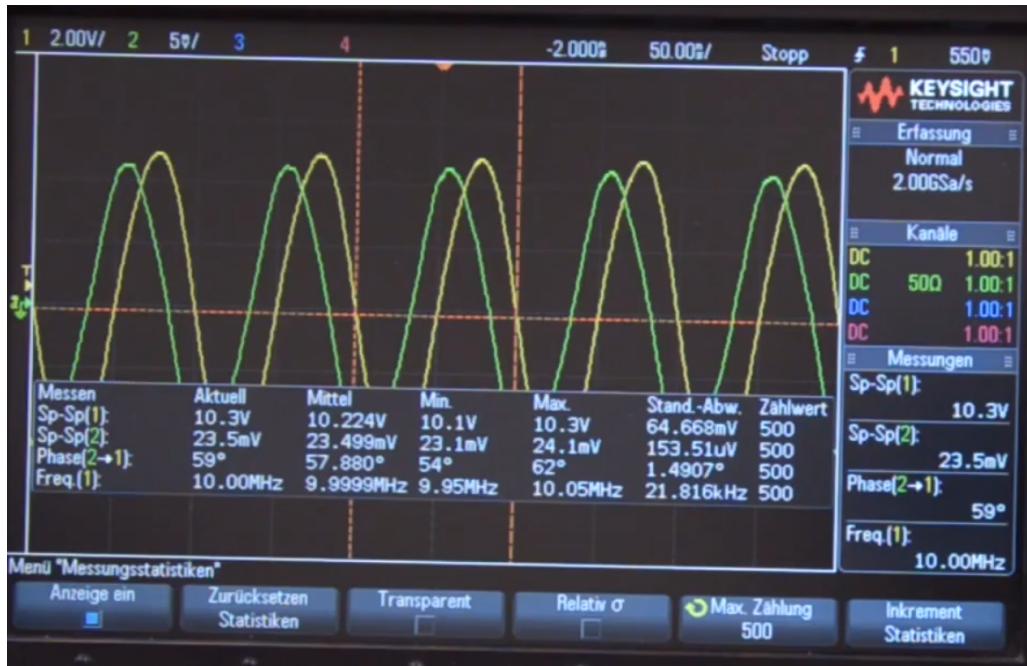 1 2.00V/ 2 5mV/ 3 4 -2.000ns 50.00ns/ Stopp 1 550mV
KEYSIGHT
TECHNOLOGIES
Erfassung
Normal
2.00GSa/s
Kanäle
DC 1.00:1
DC 50Ω 1.00:1
DC 1.00:1
DC 1.00:1
Messungen
Sp-Sp(1):
10.3V
Sp-Sp(2):
23.5mV
Phase(2→1):
59°
Freq.(1):
10.00MHz
T
Messen Aktuell Mittel Min. Max. Stand.-Abw. Zählwert
Sp-Sp(1): 10.3V 10.224V 10.1V 10.3V 64.668mV 500
Sp-Sp(2): 23.5mV 23.499mV 23.1mV 24.1mV 153.51uV 500
Phase(2→1): 59° 57.880° 54° 62° 1.4907° 500
Freq.(1): 10.00MHz 9.9999MHz 9.95MHz 10.05MHz 21.816kHz 500
Menü "Messungsstatistiken"
Anzeige ein
Zurücksetzen
Statistiken
Transparent
Relativ σ
Max. Zählung
500
Inkrement
Statistiken